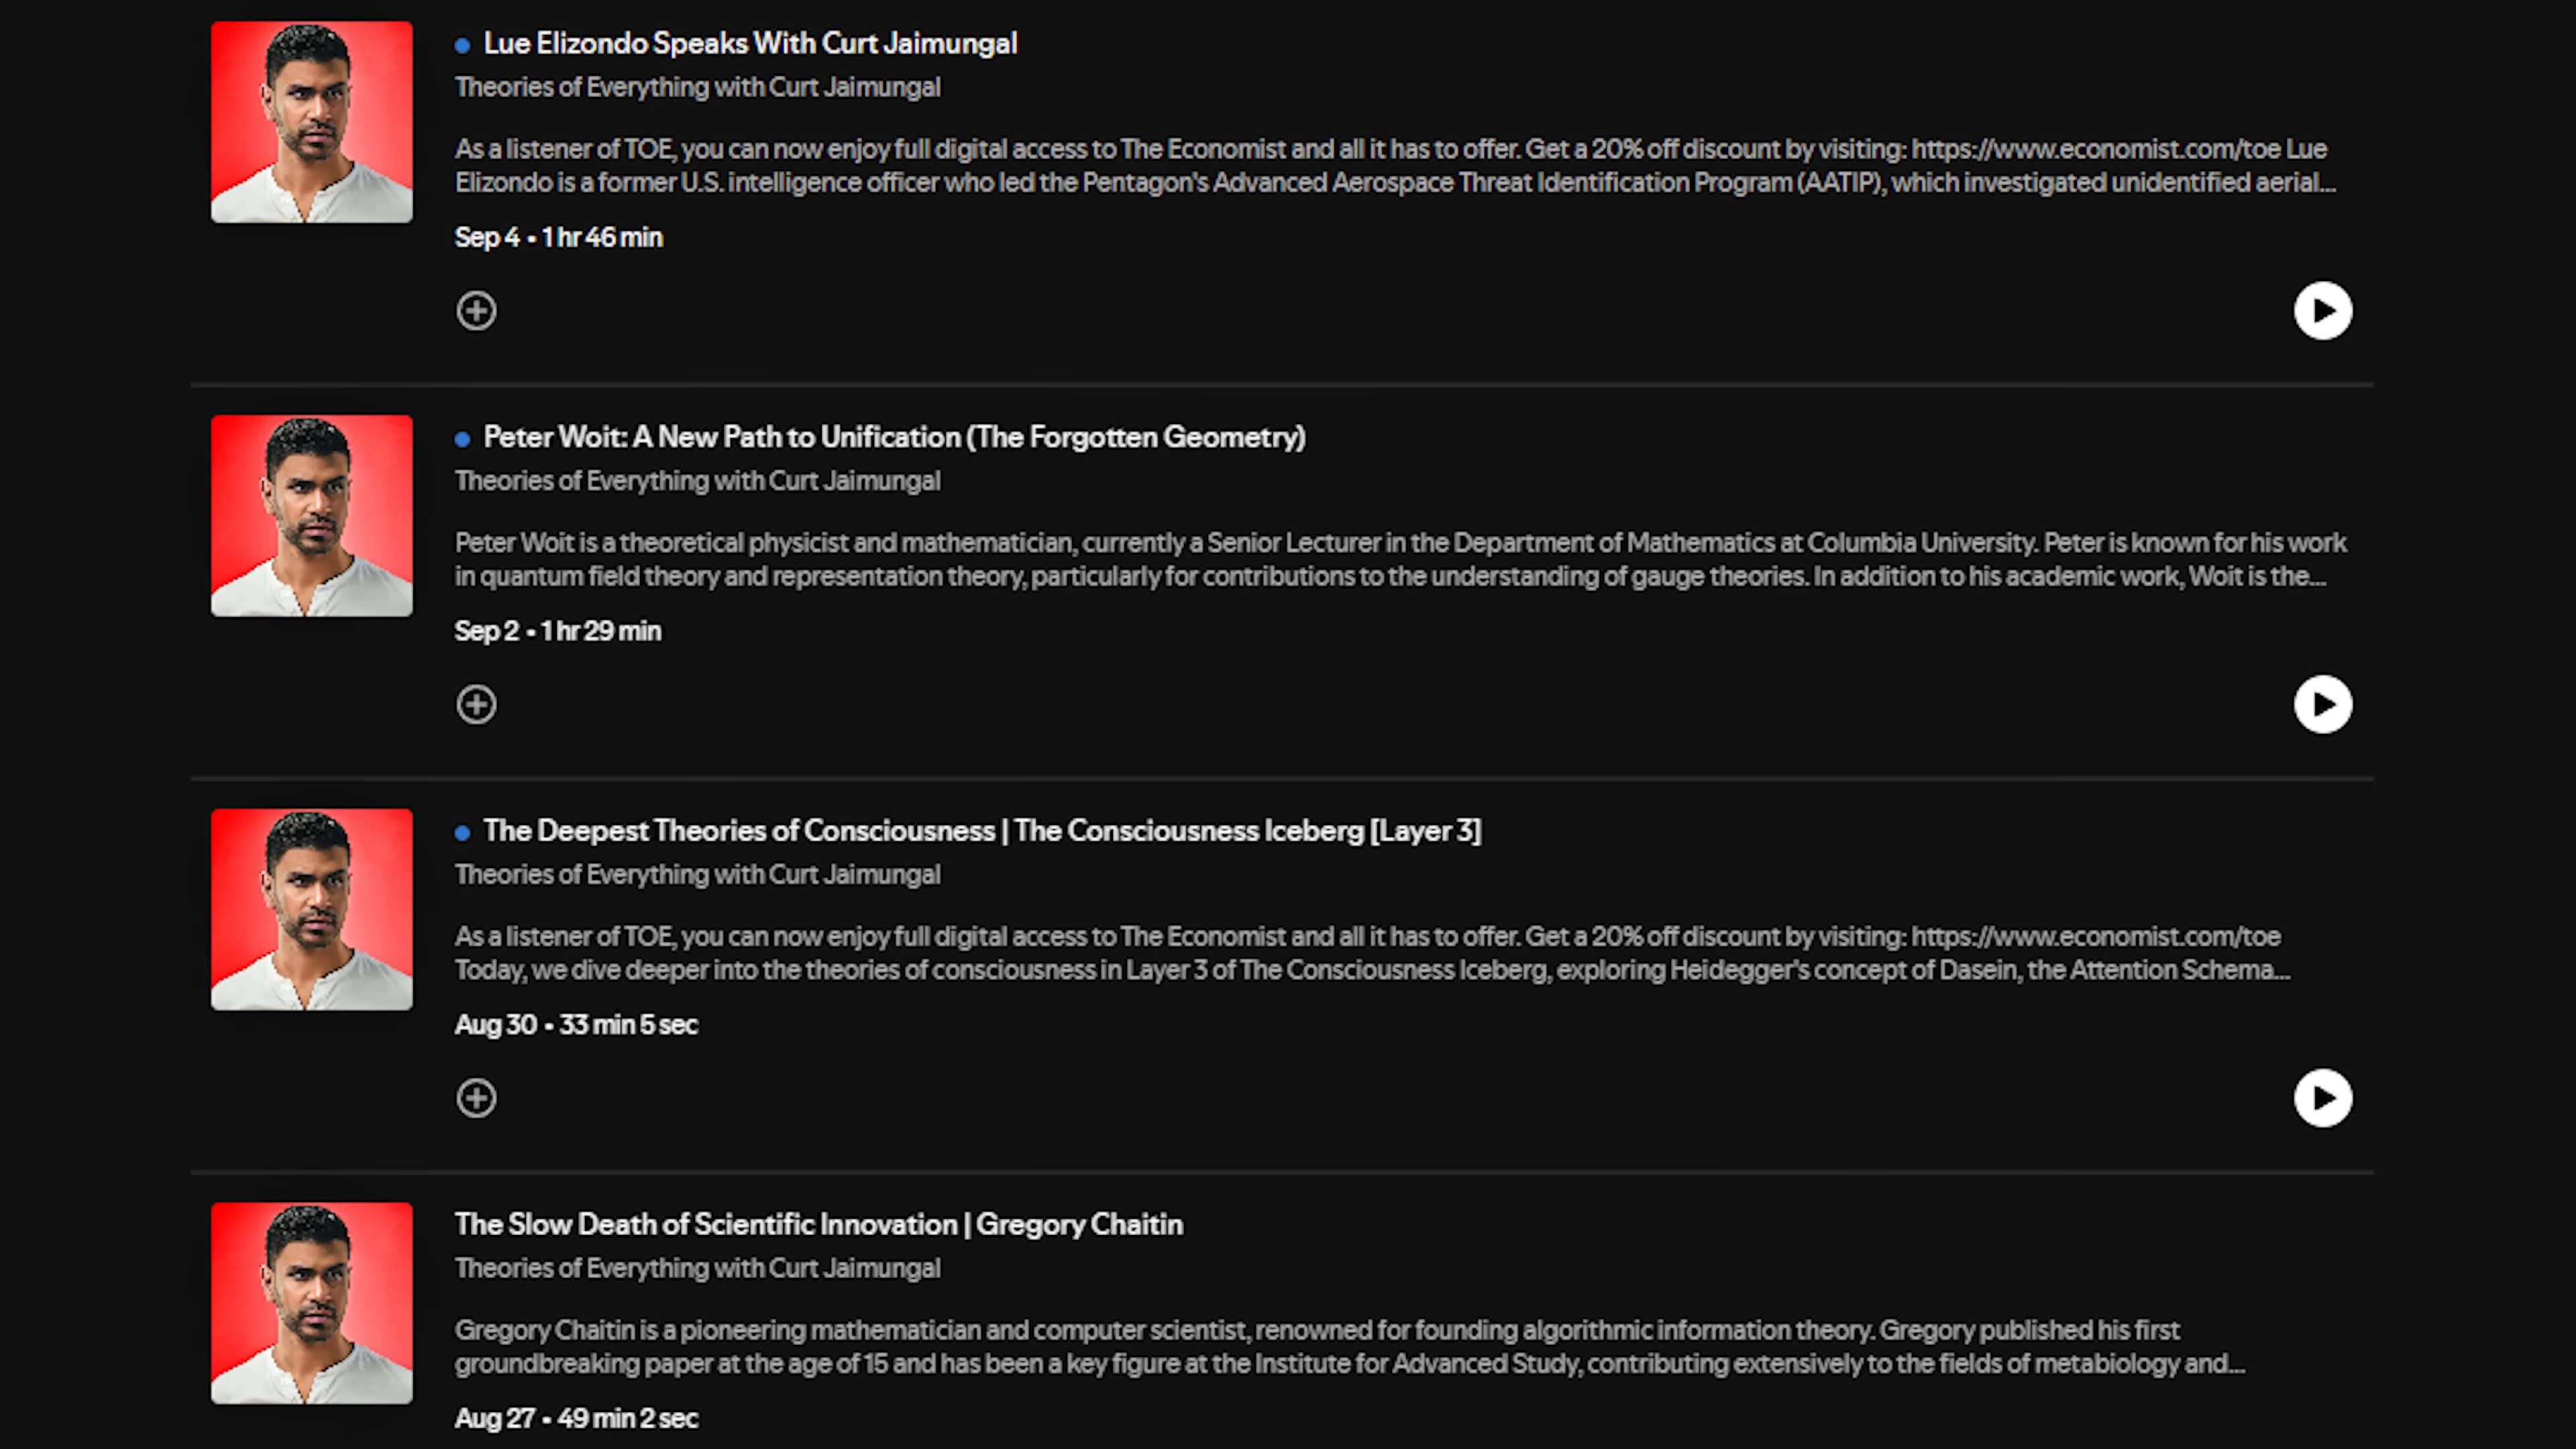 Lue Elizondo Speaks With Curt Jaimungal
Theories of Everything with Curt Jaimungal
As a listener of TOE, you can now enjoy full digital access to The Economist and all it has to offer. Get a 20% off discount by visiting: https://www.economist.com/toe Lue
Elizondo is a former U.S. intelligence officer who led the Pentagon's Advanced Aerospace Threat Identification Program (AATIP), which investigated unidentified aerial...
Sep 4 • 1 hr 46 min
Peter Woit: A New Path to Unification (The Forgotten Geometry)
Theories of Everything with Curt Jaimungal
Peter Woit is a theoretical physicist and mathematician, currently a Senior Lecturer in the Department of Mathematics at Columbia University. Peter is known for his work
in quantum field theory and representation theory, particularly for contributions to the understanding of gauge theories. In addition to his academic work, Woit is the...
Sep 2 • 1 hr 29 min
The Deepest Theories of Consciousness | The Consciousness Iceberg [Layer 3]
Theories of Everything with Curt Jaimungal
As a listener of TOE, you can now enjoy full digital access to The Economist and all it has to offer. Get a 20% off discount by visiting: https://www.economist.com/toe
Today, we dive deeper into the theories of consciousness in Layer 3 of The Consciousness Iceberg, exploring Heidegger's concept of Dasein, the Attention Schema...
Aug 30 • 33 min 5 sec
The Slow Death of Scientific Innovation | Gregory Chaitin
Theories of Everything with Curt Jaimungal
Gregory Chaitin is a pioneering mathematician and computer scientist, renowned for founding algorithmic information theory. Gregory published his first
groundbreaking paper at the age of 15 and has been a key figure at the Institute for Advanced Study, contributing extensively to the fields of metabiology and...
Aug 27 • 49 min 2 sec